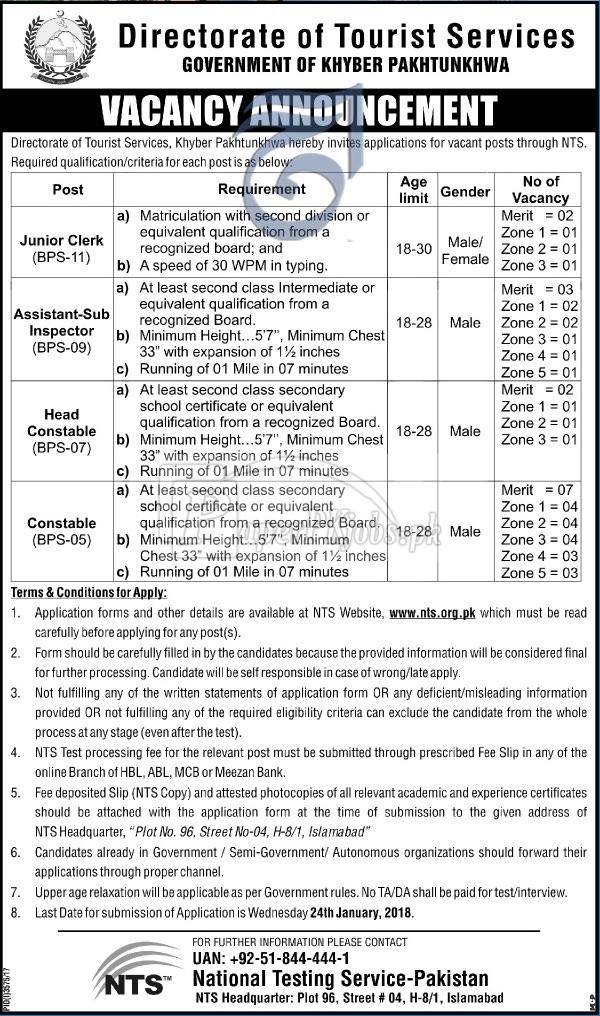 Directorate of Tourist Services
GOVERNMENT OF KHYBER PAKHTUNKHWA
VACANCY ANNOUNCEMENT
Directorate of Tourist Services, Khyber Pakhtunkhwa hereby invites applications for vacant posts through NTS.
Required qualification/criteria for each post is as below:
Post Requirement Age limit Gender No of Vacancy
Junior Clerk
(BPS-11)
a) Matriculation with second division or
equivalent qualification from a
recognized board; and
b) A speed of 30 WPM in typing.
18-30
Male/
Female
Merit = 02
Zone 1 = 01
Zone 2 = 01
Zone 3 = 01
Assistant-Sub
Inspector
(BPS-09)
a) At least second class Intermediate or
equivalent qualification from a
recognized Board.
b) Minimum Height...5'7", Minimum Chest
33" with expansion of 1½ inches
c) Running of 01 Mile in 07 minutes
18-28
Male
Merit = 03
Zone 1 = 02
Zone 2 = 02
Zone 3 = 01
Zone 4 = 01
Zone 5 = 01
Head
Constable
(BPS-07)
a) At least second class secondary
school certificate or equivalent
qualification from a recognized Board.
b) Minimum Height...5'7", Minimum Chest
33" with expansion of 1½ inches
c) Running of 01 Mile in 07 minutes
18-28
Male
Merit = 02
Zone 1 = 01
Zone 2 = 01
Zone 3 = 01
Constable
(BPS-05)
a) At least second class secondary
school certificate or equivalent
qualification from a recognized Board.
b) Minimum Height...5'7", Minimum
Chest 33" with expansion of 1½ inches
c) Running of 01 Mile in 07 minutes
18-28
Male
Merit = 07
Zone 1 = 04
Zone 2 = 04
Zone 3 = 04
Zone 4 = 03
Zone 5 = 03
PaperPkjobs.pk
Terms & Conditions for Apply:
1. Application forms and other details are available at NTS Website, www.nts.org.pk which must be read
carefully before applying for any post(s).
2. Form should be carefully filled in by the candidates because the provided information will be considered final
for further processing. Candidate will be self responsible in case of wrong/late apply.
3. Not fulfilling any of the written statements of application form OR any deficient/misleading information
provided OR not fulfilling any of the required eligibility criteria can exclude the candidate from the whole
process at any stage (even after the test).
4. NTS Test processing fee for the relevant post must be submitted through prescribed Fee Slip in any of the
online Branch of HBL, ABL, MCB or Meezan Bank.
5. Fee deposited Slip (NTS Copy) and attested photocopies of all relevant academic and experience certificates
should be attached with the application form at the time of submission to the given address of
NTS Headquarter, "Plot No. 96, Street No-04, H-8/1, Islamabad"
6. Candidates already in Government / Semi-Government/ Autonomous organizations should forward their
applications through proper channel.
7. Upper age relaxation will be applicable as per Government rules. No TA/DA shall be paid for test/interview.
8. Last Date for submission of Application is Wednesday 24th January, 2018.
PID(I)3575/17
NTS™
FOR FURTHER INFORMATION PLEASE CONTACT
UAN: +92-51-844-444-1
National Testing Service-Pakistan
NTS Headquarter: Plot 96, Street # 04, H-8/1, Islamabad